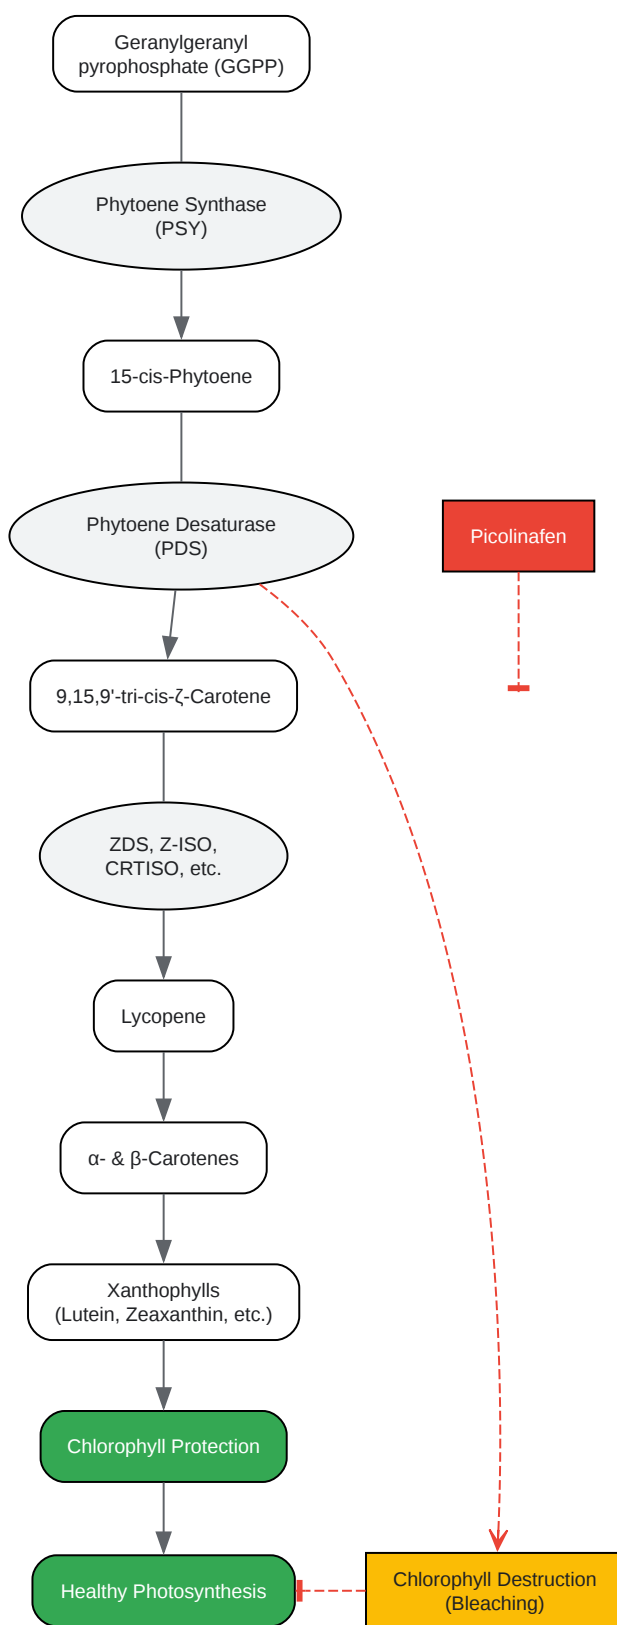 Geranylgeranyl
pyrophosphate (GGPP)
Phytoene Synthase
(PSY)
15-cis-Phytoene
Phytoene Desaturase
(PDS)
Picolinafen
9,15,9'-tri-cis-ζ-Carotene
ZDS, Z-ISO,
CRTISO, etc.
Lycopene
α- & β-Carotenes
Xanthophylls
(Lutein, Zeaxanthin, etc.)
Chlorophyll Protection
Healthy Photosynthesis
Chlorophyll Destruction
(Bleaching)